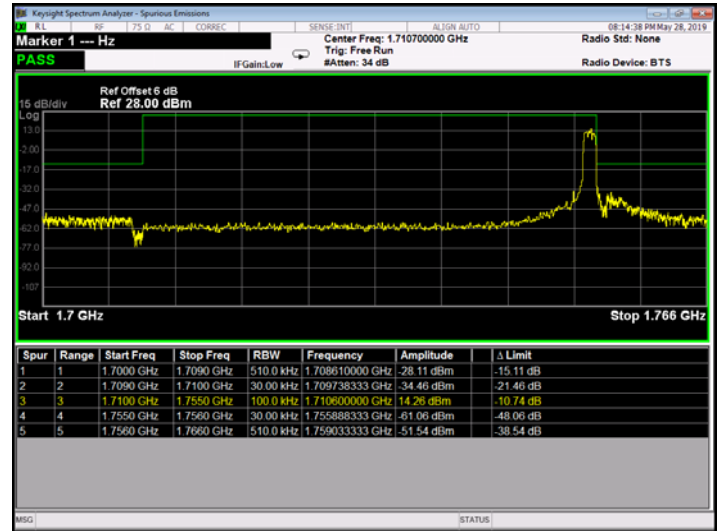 Keysight Spectrum Analyzer - Spurious Emissions
RL RF 75 Ω AC CORREC SENSE:INT ALIGN AUTO 08:14:38 PM May 28, 2019
Marker 1 --- Hz Center Freq: 1.710700000 GHz Radio Std: None
Trig: Free Run
PASS IFGain:Low #Atten: 34 dB Radio Device: BTS
Ref Offset 6 dB
15 dB/div Ref 28.00 dBm
Log
13.0
-2.00
-17.0
-32.0
-47.0
-62.0
-77.0
-92.0
-107
Start 1.7 GHz Stop 1.766 GHz
Spur Range Start Freq Stop Freq RBW Frequency Amplitude Δ Limit
1 1 1.7000 GHz 1.7090 GHz 510.0 kHz 1.708610000 GHz -28.11 dBm -15.11 dB
2 2 1.7090 GHz 1.7100 GHz 30.00 kHz 1.709738333 GHz -34.46 dBm -21.46 dB
3 3 1.7100 GHz 1.7550 GHz 100.0 kHz 1.710600000 GHz 14.26 dBm -10.74 dB
4 4 1.7550 GHz 1.7560 GHz 30.00 kHz 1.755888333 GHz -61.06 dBm -48.06 dB
5 5 1.7560 GHz 1.7660 GHz 510.0 kHz 1.759033333 GHz -51.54 dBm -38.54 dB
MSG STATUS